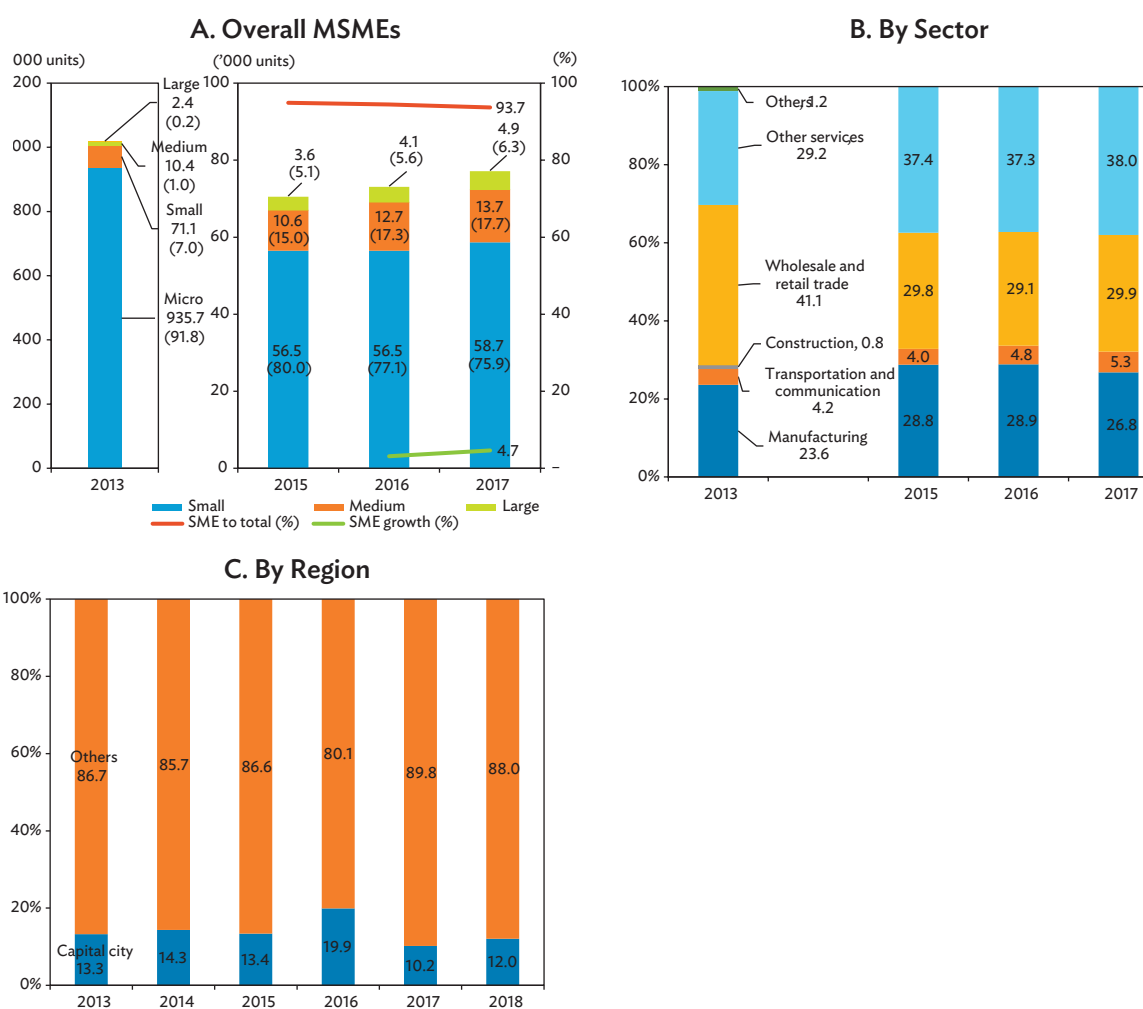 A. Overall MSMEs
000 units)
('000 units)
(%)
200
000
800
600
400
200
0
Large
2.4
(0.2)
Medium
10.4
(1.0)
Small
71.1
(7.0)
Micro
935.7
(91.8)
2013
100
80
60
40
20
0
3.6
(5.1)
10.6
(15.0)
56.5
(80.0)
4.1
(5.6)
12.7
(17.3)
56.5
(77.1)
93.7
4.9
(6.3)
13.7
(17.7)
58.7
(75.9)
4.7
100
80
60
40
20
–
2015 2016 2017
Small Medium Large
SME to total (%) SME growth (%)
B. By Sector
100%
80%
60%
40%
20%
0%
Others, 1.2
Other services,
29.2
Wholesale and
retail trade
41.1
Construction, 0.8
Transportation and
communication
4.2
Manufacturing
23.6
37.4 37.3 38.0
29.8 29.1 29.9
4.0 4.8 5.3
28.8 28.9 26.8
2013 2015 2016 2017
C. By Region
100%
80%
60%
40%
20%
0%
Others
86.7 85.7 86.6 80.1 89.8 88.0
Capital city
13.3 14.3 13.4 19.9 10.2 12.0
2013 2014 2015 2016 2017 2018